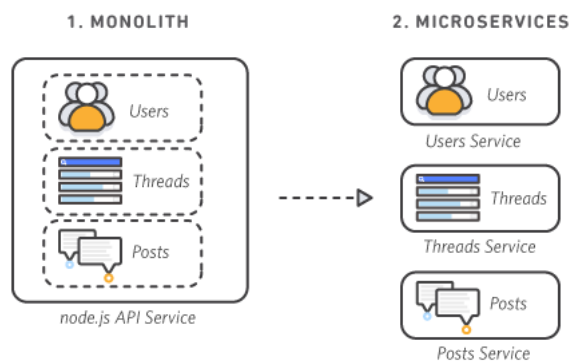 1. MONOLITH
Users
Threads
Posts
node.js API Service
2. MICROSERVICES
Users
Users Service
Threads
Threads Service
Posts
Posts Service